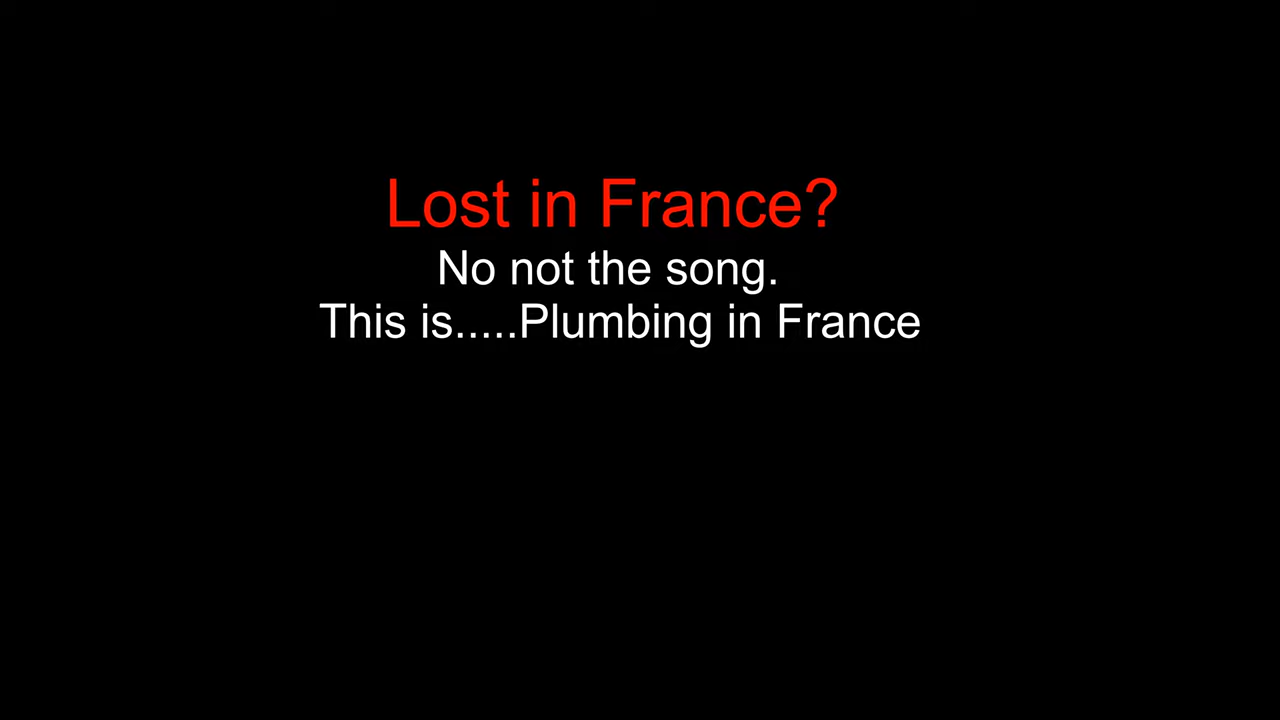 Lost in France?
No not the song.
This is.....Plumbing in France